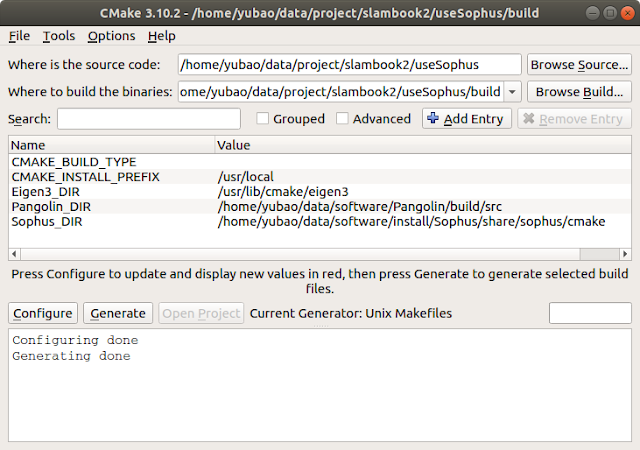 CMake 3.10.2 - /home/yubao/data/project/slambook2/useSophus/build
File Tools Options Help
Where is the source code: /home/yubao/data/project/slambook2/useSophus Browse Source...
Where to build the binaries: ome/yubao/data/project/slambook2/useSophus/build Browse Build...
Search: Grouped Advanced Add Entry Remove Entry
Name Value
CMAKE_BUILD_TYPE
CMAKE_INSTALL_PREFIX /usr/local
Eigen3_DIR /usr/lib/cmake/eigen3
Pangolin_DIR /home/yubao/data/software/Pangolin/build/src
Sophus_DIR /home/yubao/data/software/install/Sophus/share/sophus/cmake
Press Configure to update and display new values in red, then press Generate to generate selected build
files.
Configure Generate Open Project Current Generator: Unix Makefiles
Configuring done
Generating done